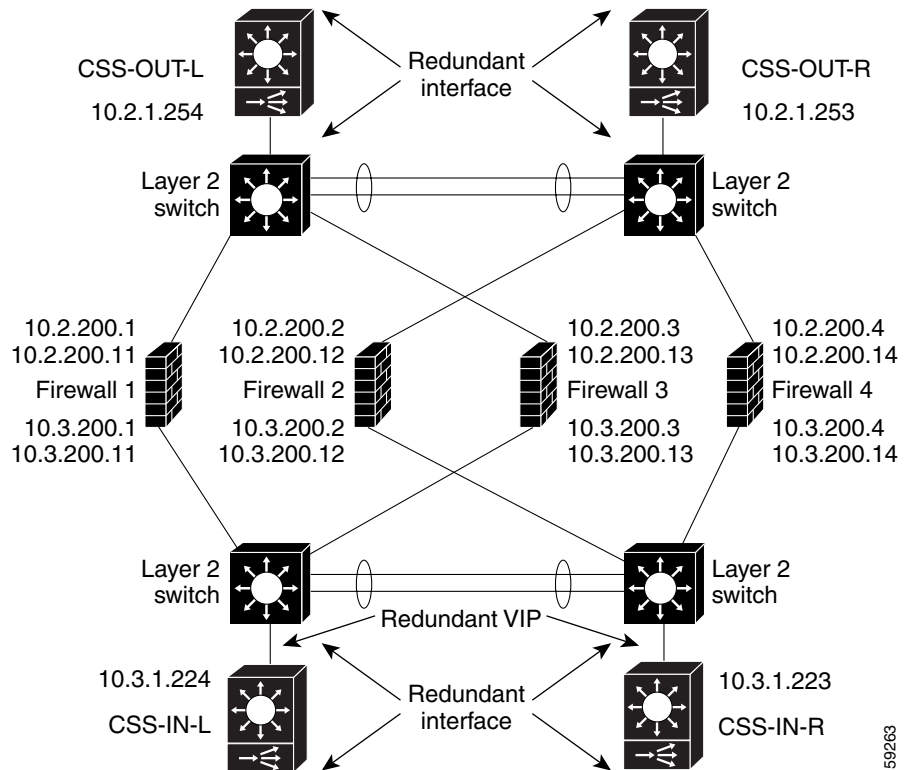 CSS-OUT-L
10.2.1.254
Redundant
interface
CSS-OUT-R
10.2.1.253
Layer 2
switch
Layer 2
switch
10.2.200.1
10.2.200.11
Firewall 1
10.3.200.1
10.3.200.11
10.2.200.2
10.2.200.12
Firewall 2
10.3.200.2
10.3.200.12
10.2.200.3
10.2.200.13
Firewall 3
10.3.200.3
10.3.200.13
10.2.200.4
10.2.200.14
Firewall 4
10.3.200.4
10.3.200.14
Layer 2
switch
Layer 2
switch
Redundant VIP
10.3.1.224
CSS-IN-L
Redundant
interface
10.3.1.223
CSS-IN-R
59263